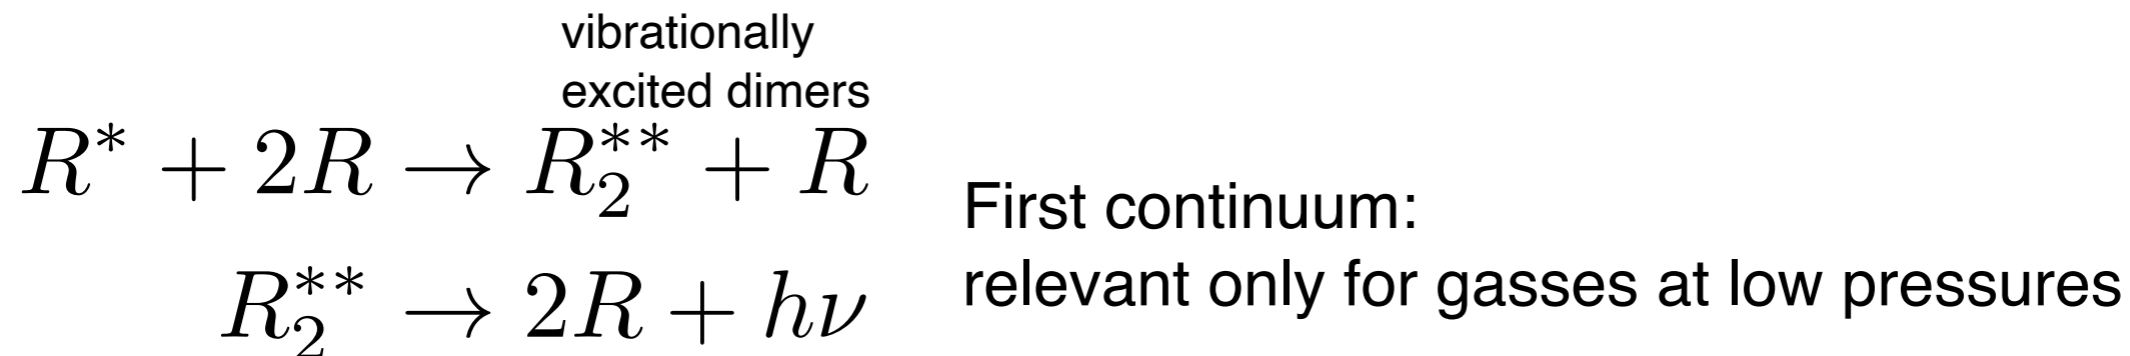 vibrationally
excited dimers
R* + 2R → R₂** + R
First continuum:
relevant only for gasses at low pressures
R₂** → 2R + hν